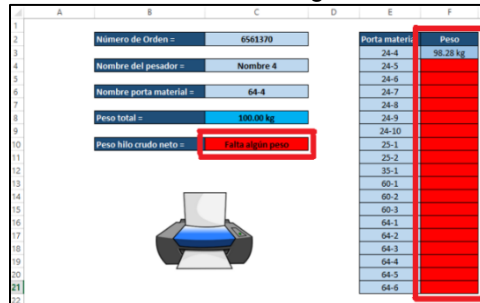 A B C D E F
1
2 Número de Orden = 6561370 Porta materia Peso
3 24-4 98.28 kg
4 Nombre del pesador = Nombre 4 24-5
5 24-6
6 Nombre porta material = 64-4 24-7
7 24-8
8 Peso total = 100.00 kg 24-9
9 24-10
10 Peso hilo crudo neto = Falta algún peso 25-1
11 25-2
12 35-1
13 60-1
14 60-2
15 60-3
16 64-1
17 64-2
18 64-3
19 64-4
20 64-5
21 64-6
22